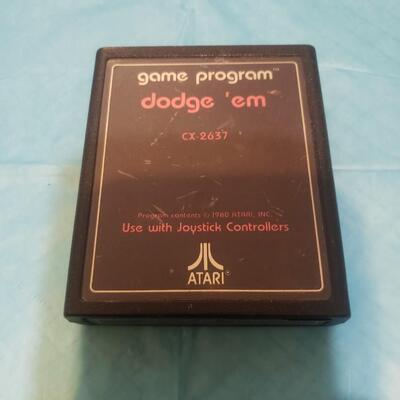 game program™
dodge 'em
CX-2637
Program contents © 1980 ATARI, INC.
Use with Joystick Controllers
ATARI®